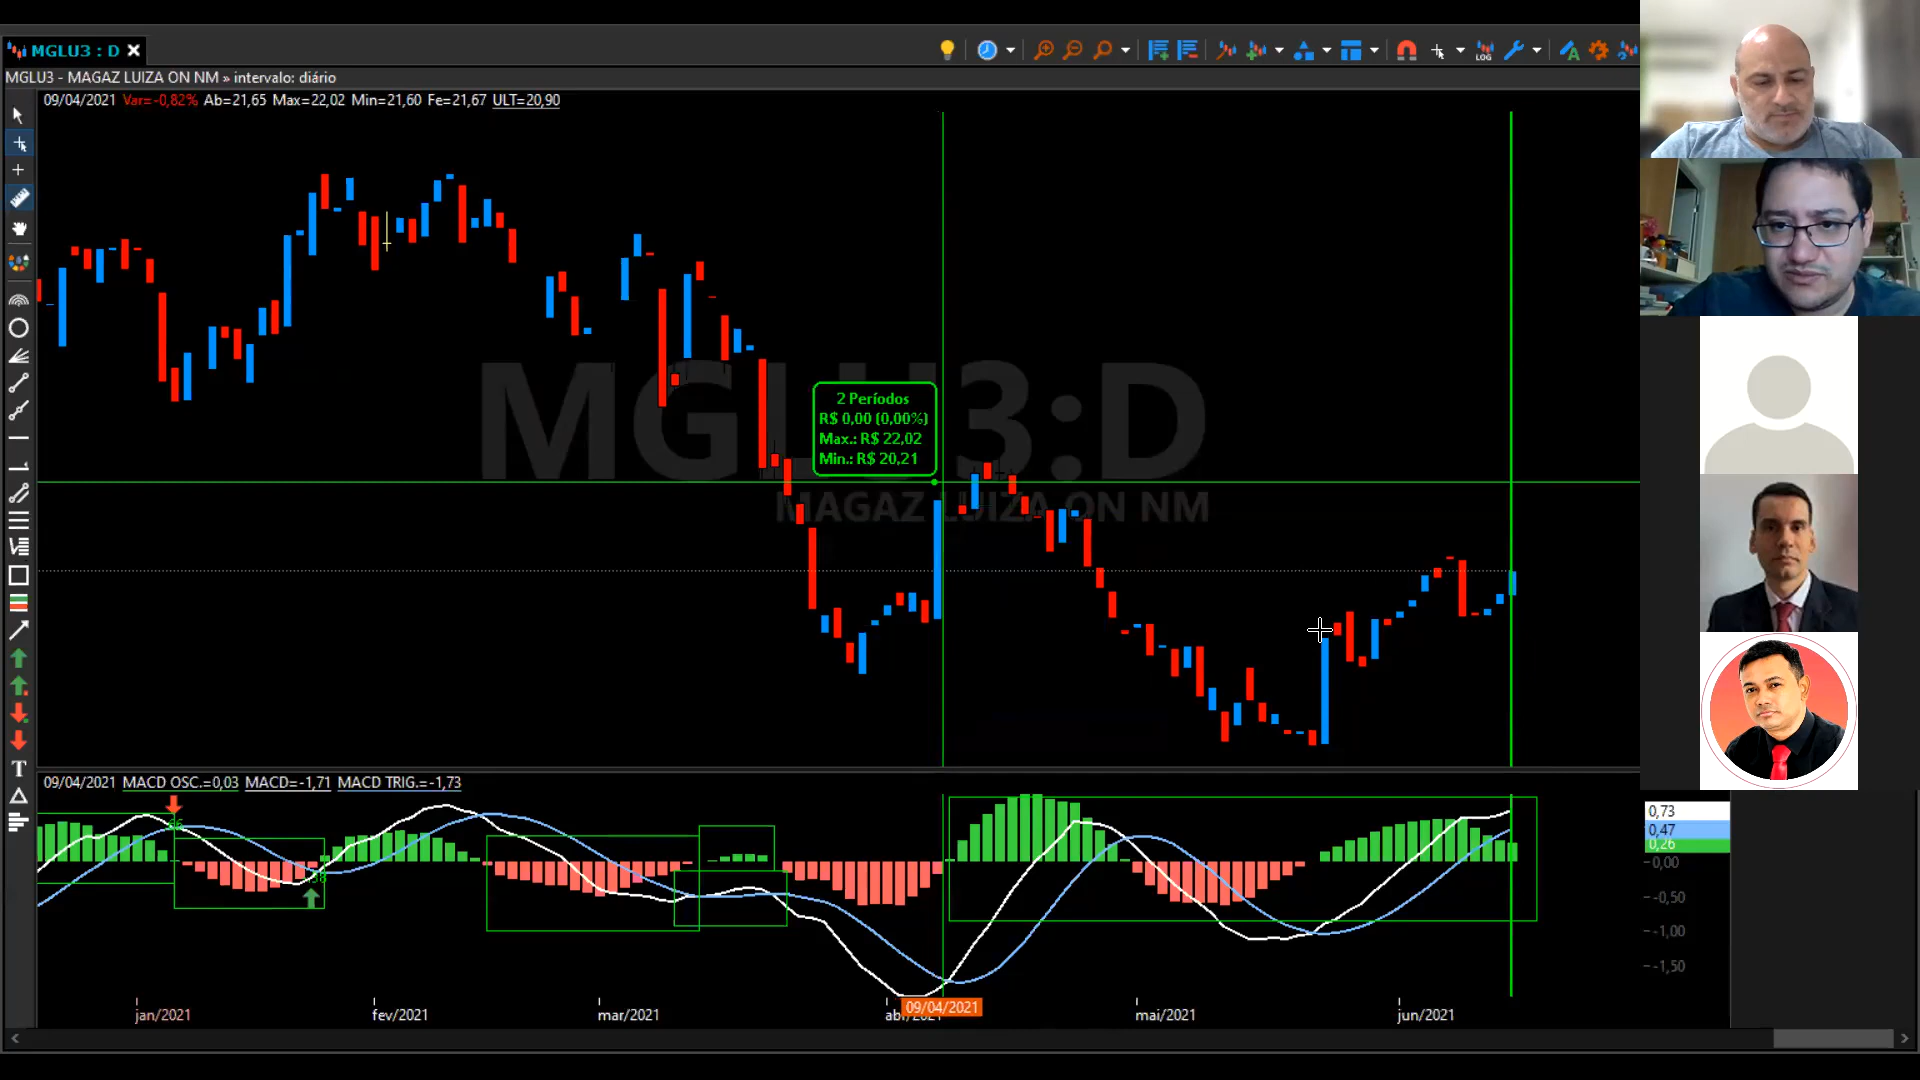 MGLU3 : D
LOG
MGLU3 - MAGAZ LUIZA ON NM » intervalo: diário
09/04/2021 Var=-0,82% Ab=21,65 Max=22,02 Min=21,60 Fe=21,67 ULT=20,90
MGLU3:D
MAGAZ LUIZA ON NM
2 Períodos
R$ 0,00 (0,00%)
Max.: R$ 22,02
Min.: R$ 20,21
09/04/2021 MACD OSC.=0,03 MACD=-1,71 MACD TRIG.=-1,73
0,73
0,47
0,26
0,00
-0,50
-1,00
-1,50
09/04/2021
jan/2021 fev/2021 mar/2021 mai/2021 jun/2021